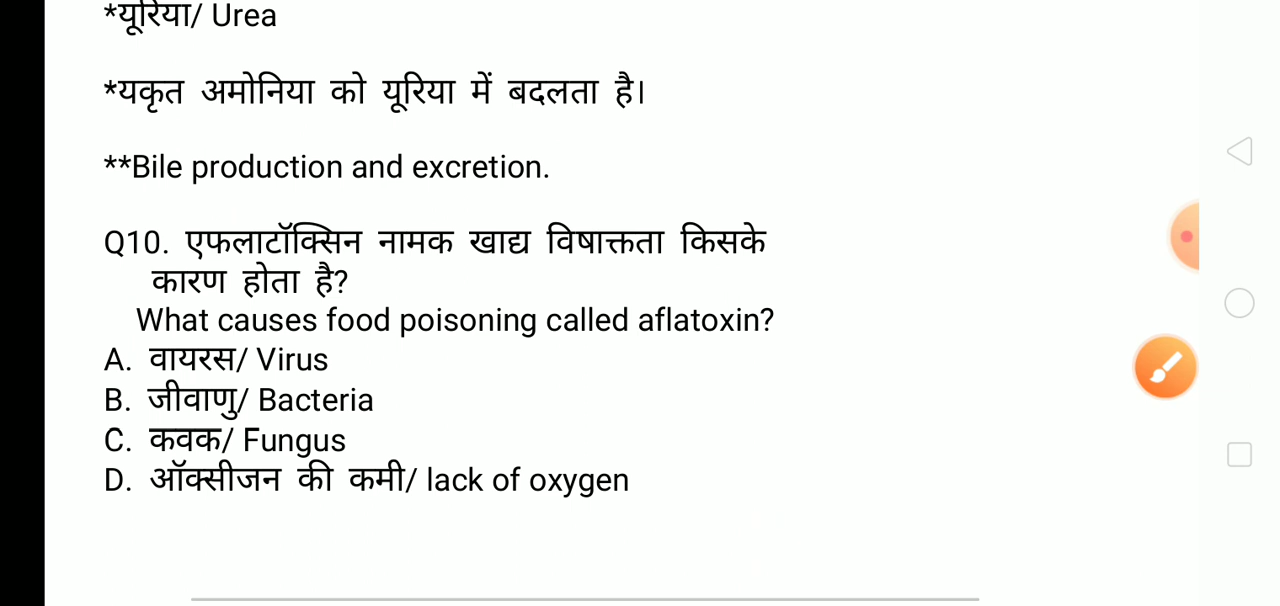 *यूरिया/ Urea
*यकृत अमोनिया को यूरिया में बदलता है।
**Bile production and excretion.
Q10. एफलाटॉक्सिन नामक खाद्य विषाक्तता किसके
कारण होता है?
What causes food poisoning called aflatoxin?
A. वायरस/ Virus
B. जीवाणु/ Bacteria
C. कवक/ Fungus
D. ऑक्सीजन की कमी/ lack of oxygen